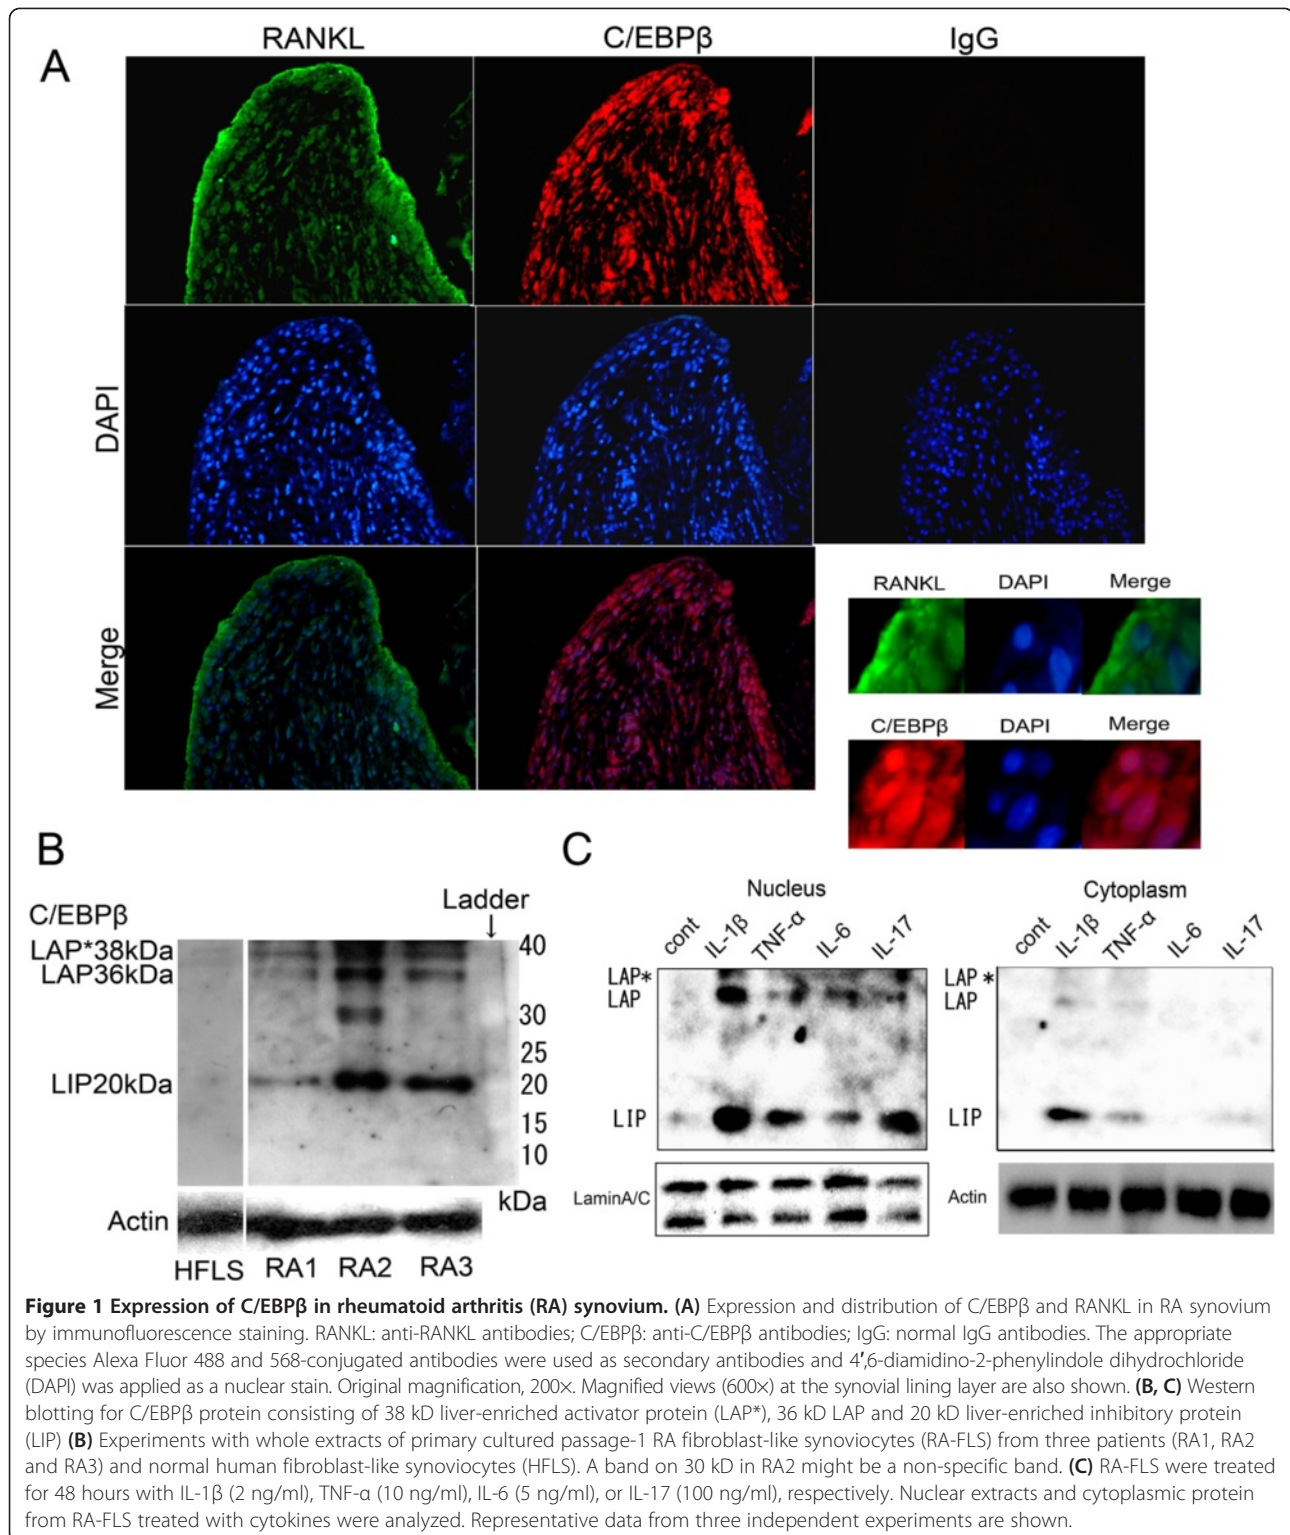 A
RANKL C/EBPβ IgG
DAPI
Merge
RANKL DAPI Merge
C/EBPβ DAPI Merge
B
C/EBPβ
Ladder
↓
LAP*38kDa
LAP36kDa
LIP20kDa
40
30
25
20
15
10
kDa
Actin
HFLS RA1 RA2 RA3
C
Nucleus
cont IL-1β TNF-α IL-6 IL-17
LAP*
LAP
LIP
LaminA/C
Cytoplasm
cont IL-1β TNF-α IL-6 IL-17
LAP *
LAP
LIP
Actin
Figure 1 Expression of C/EBPβ in rheumatoid arthritis (RA) synovium. (A) Expression and distribution of C/EBPβ and RANKL in RA synovium
by immunofluorescence staining. RANKL: anti-RANKL antibodies; C/EBPβ: anti-C/EBPβ antibodies; IgG: normal IgG antibodies. The appropriate
species Alexa Fluor 488 and 568-conjugated antibodies were used as secondary antibodies and 4′,6-diamidino-2-phenylindole dihydrochloride
(DAPI) was applied as a nuclear stain. Original magnification, 200×. Magnified views (600×) at the synovial lining layer are also shown. (B, C) Western
blotting for C/EBPβ protein consisting of 38 kD liver-enriched activator protein (LAP*), 36 kD LAP and 20 kD liver-enriched inhibitory protein
(LIP) (B) Experiments with whole extracts of primary cultured passage-1 RA fibroblast-like synoviocytes (RA-FLS) from three patients (RA1, RA2
and RA3) and normal human fibroblast-like synoviocytes (HFLS). A band on 30 kD in RA2 might be a non-specific band. (C) RA-FLS were treated
for 48 hours with IL-1β (2 ng/ml), TNF-α (10 ng/ml), IL-6 (5 ng/ml), or IL-17 (100 ng/ml), respectively. Nuclear extracts and cytoplasmic protein
from RA-FLS treated with cytokines were analyzed. Representative data from three independent experiments are shown.